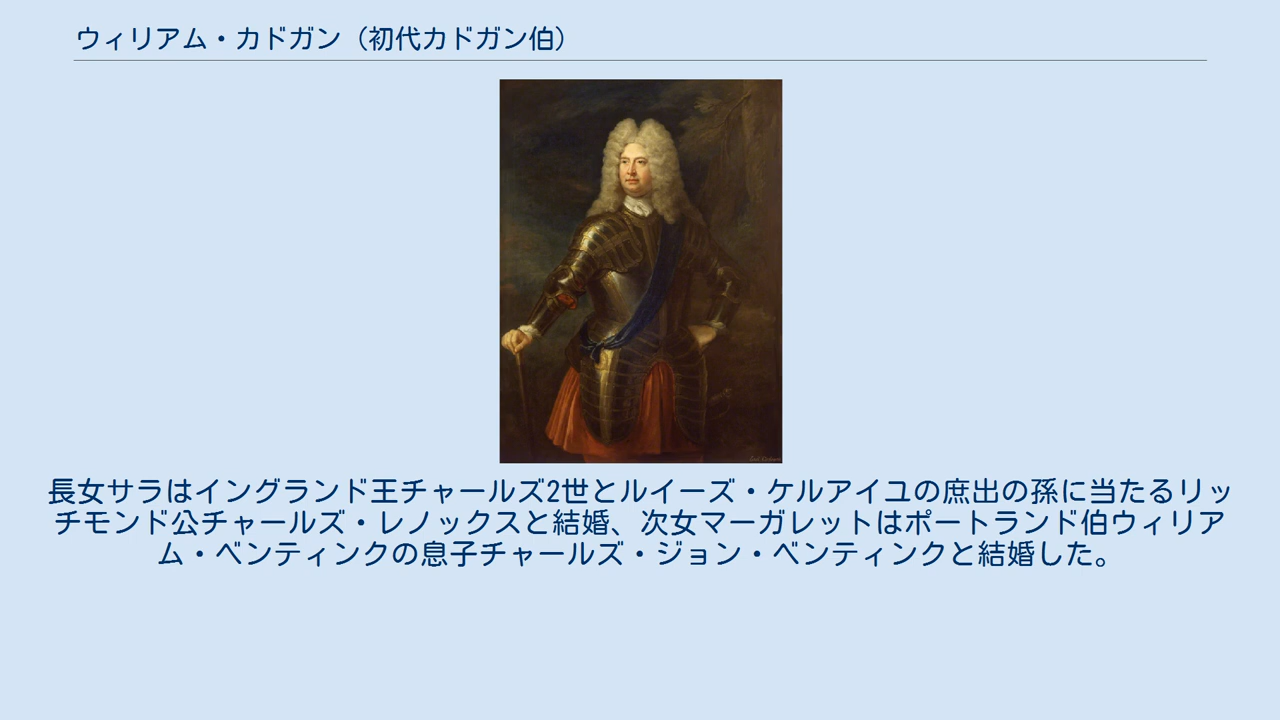 ウィリアム・カドガン（初代カドガン伯）
長女サラはイングランド王チャールズ2世とルイーズ・ケルアイユの庶出の孫に当たるリッ
チモンド公チャールズ・レノックスと結婚、次女マーガレットはポートランド伯ウィリア
ム・ベンティンクの息子チャールズ・ジョン・ベンティンクと結婚した。